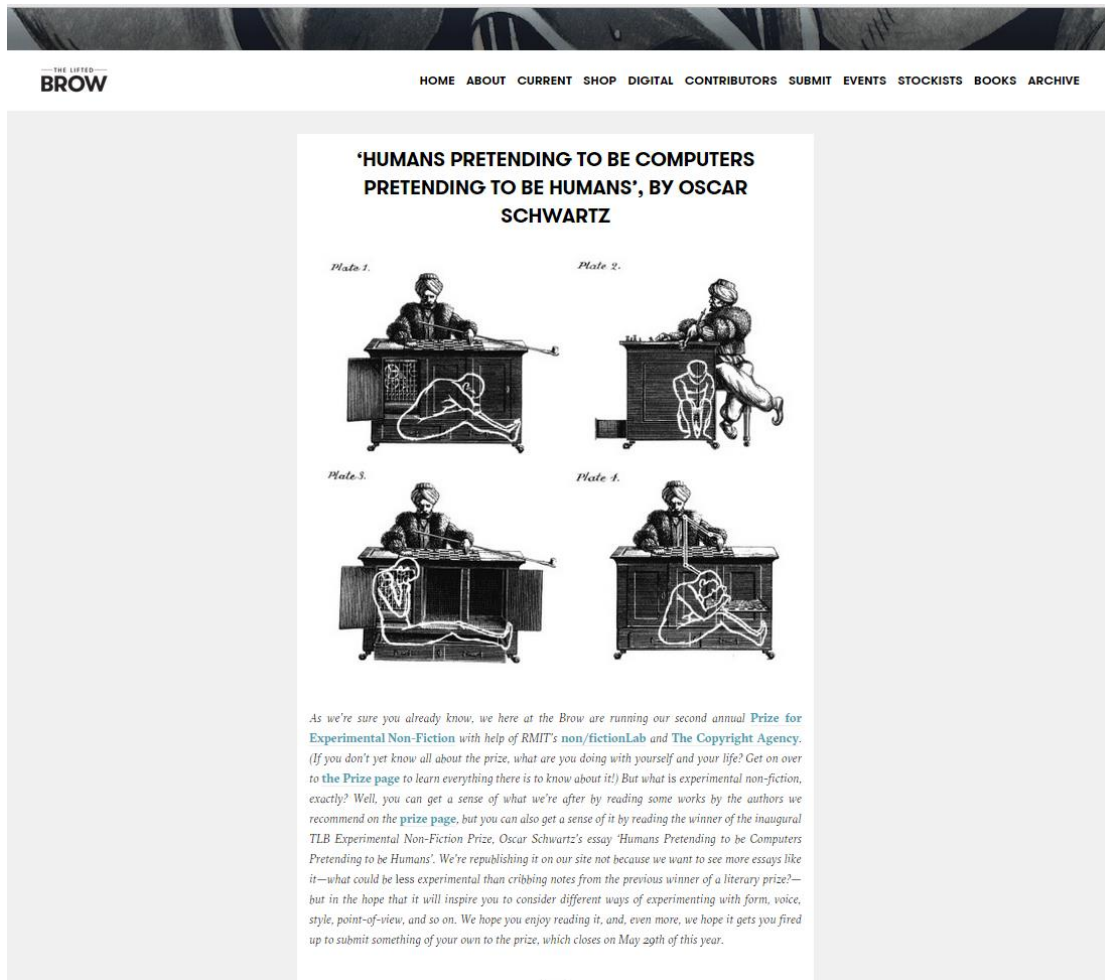 THE LIFTED
BROW
HOME ABOUT CURRENT SHOP DIGITAL CONTRIBUTORS SUBMIT EVENTS STOCKISTS BOOKS ARCHIVE
‘HUMANS PRETENDING TO BE COMPUTERS
PRETENDING TO BE HUMANS’, BY OSCAR
SCHWARTZ
Plate 1.
Plate 2.
Plate 3.
Plate 4.
As we’re sure you already know, we here at the Brow are running our second annual Prize for
Experimental Non-Fiction with help of RMIT’s non/fictionLab and The Copyright Agency.
(If you don’t yet know all about the prize, what are you doing with yourself and your life? Get on over
to the Prize page to learn everything there is to know about it!) But what is experimental non-fiction,
exactly? Well, you can get a sense of what we’re after by reading some works by the authors we
recommend on the prize page, but you can also get a sense of it by reading the winner of the inaugural
TLB Experimental Non-Fiction Prize, Oscar Schwartz’s essay ‘Humans Pretending to be Computers
Pretending to be Humans’. We’re republishing it on our site not because we want to see more essays like
it—what could be less experimental than cribbing notes from the previous winner of a literary prize?—
but in the hope that it will inspire you to consider different ways of experimenting with form, voice,
style, point-of-view, and so on. We hope you enjoy reading it, and, even more, we hope it gets you fired
up to submit something of your own to the prize, which closes on May 29th of this year.